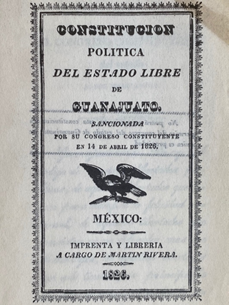 CONSTITUCION
POLITICA
DEL ESTADO LIBRE
DE
GUANAJUATO.
SANCIONADA
POR SU CONGRESO CONSTITUYENTE
EN 14 DE ABRIL DE 1826.
MÉXICO:
IMPRENTA Y LIBRERIA
A CARGO DE MARTIN RIVERA.
1826.